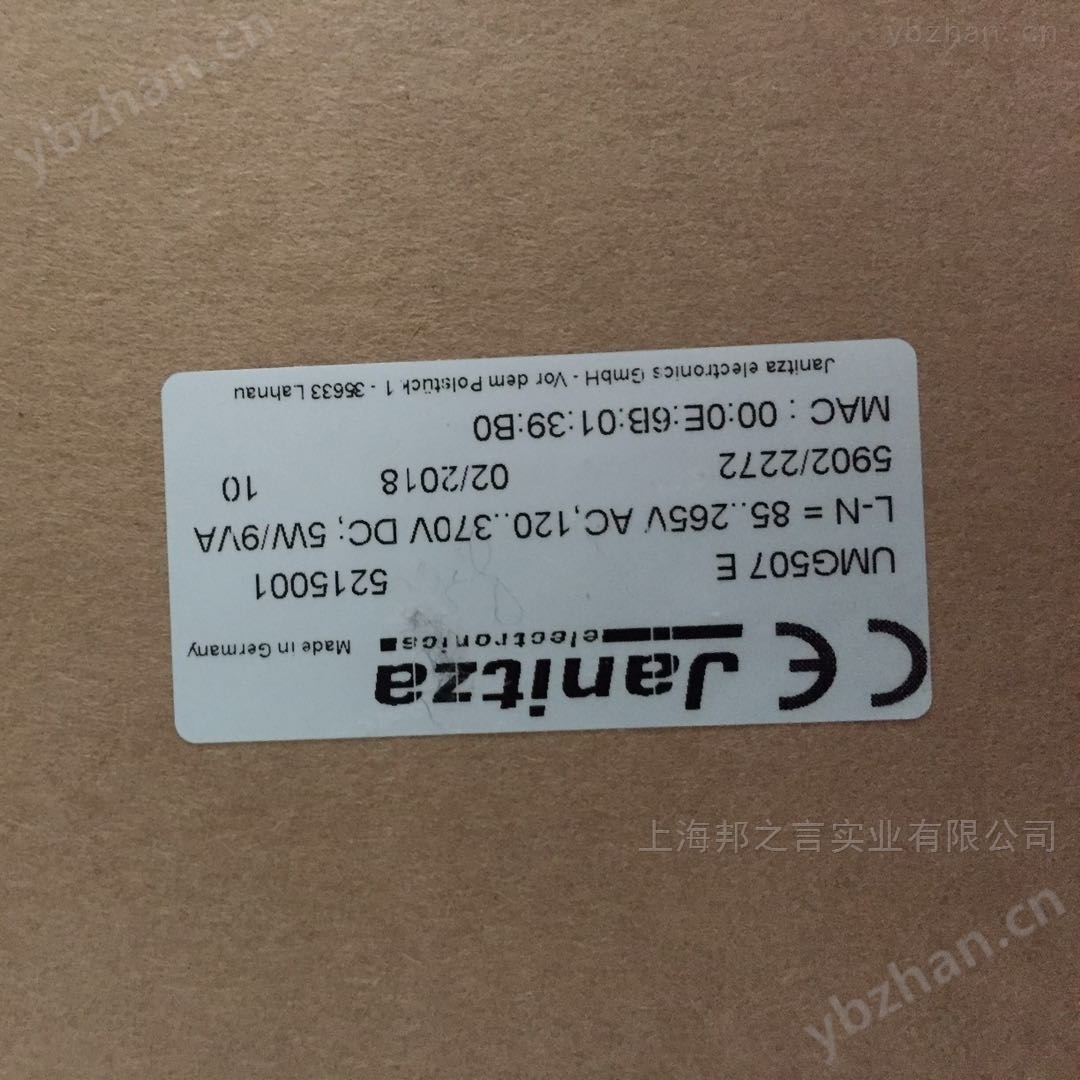 CE Janitza
electronics Made in Germany
UMG507 E 5215001
L-N = 85..265V AC,120..370V DC; 5W/9VA
5902/2272 02/2018 10
MAC : 00:0E:6B:01:39:B0
Janitza electronics GmbH - Vor dem Polstück 1 - 35633 Lahnau
ybzhan.cn
ybzhan.cn
上海邦之言实业有限公司
ybzhan.cn